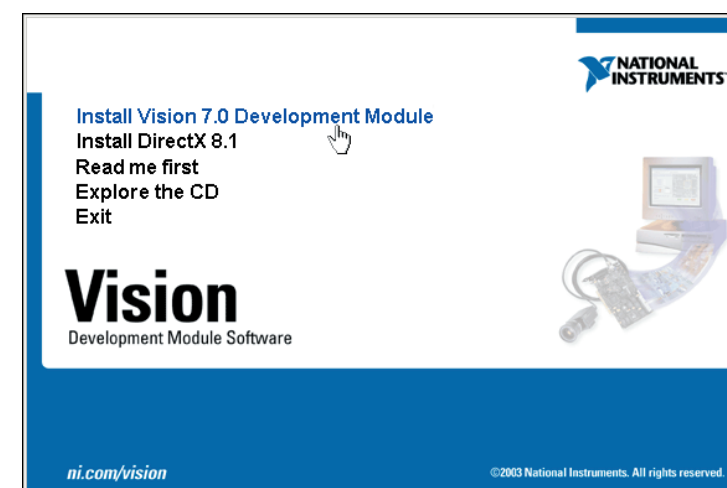 NATIONAL
INSTRUMENTS™
Install Vision 7.0 Development Module
Install DirectX 8.1
Read me first
Explore the CD
Exit
Vision
Development Module Software
ni.com/vision
©2003 National Instruments. All rights reserved.